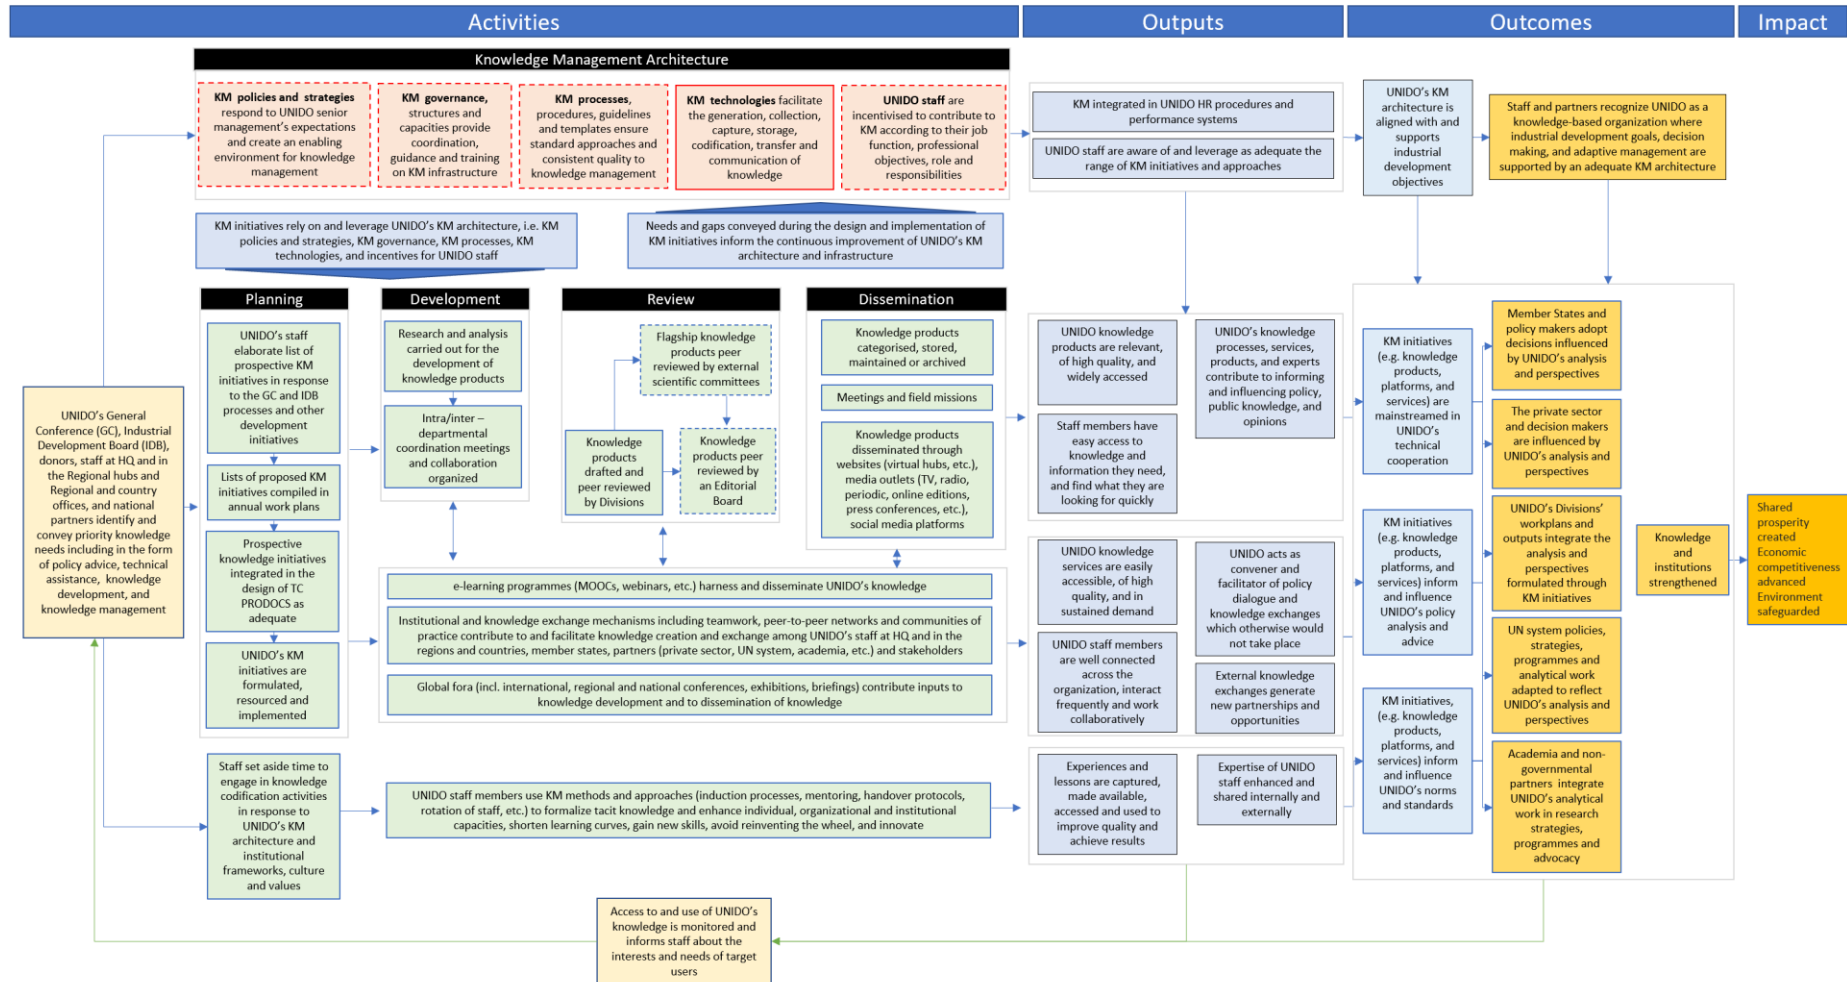 Activities
Outputs
Outcomes
Impact
Knowledge Management Architecture
KM policies and strategies
respond to UNIDO senior
management's expectations
and create an enabling
environment for knowledge
management
KM governance,
structures and
capacities provide
coordination,
guidance and training
on KM infrastructure
KM processes,
procedures, guidelines
and templates ensure
standard approaches and
consistent quality to
knowledge management
KM technologies facilitate
the generation, collection,
capture, storage,
codification, transfer and
communication of
knowledge
UNIDO staff are
incentivised to contribute to
KM according to their job
function, professional
objectives, role and
responsibilities
KM integrated in UNIDO HR procedures and
performance systems
UNIDO staff are aware of and leverage as adequate the
range of KM initiatives and approaches
UNIDO's KM
architecture is
aligned with and
supports
industrial
development
objectives
Staff and partners recognize UNIDO as a
knowledge-based organization where
industrial development goals, decision
making, and adaptive management are
supported by an adequate KM architecture
KM initiatives rely on and leverage UNIDO's KM architecture, i.e. KM
policies and strategies, KM governance, KM processes, KM
technologies, and incentives for UNIDO staff
Needs and gaps conveyed during the design and implementation of
KM initiatives inform the continuous improvement of UNIDO's KM
architecture and infrastructure
Planning
Development
Review
Dissemination
UNIDO's General
Conference (GC), Industrial
Development Board (IDB),
donors, staff at HQ and in
the Regional hubs and
Regional and country
offices, and national
partners identify and
convey priority knowledge
needs including in the form
of policy advice, technical
assistance, knowledge
development, and
knowledge management
UNIDO's staff
elaborate list of
prospective KM
initiatives in response
to the GC and IDB
processes and other
development
initiatives
Lists of proposed KM
initiatives compiled in
annual work plans
Prospective
knowledge initiatives
integrated in the
design of TC
PRODOCS as
adequate
UNIDO's KM
initiatives are
formulated,
resourced and
implemented
Research and analysis
carried out for the
development of
knowledge products
Intra/inter –
departmental
coordination meetings
and collaboration
organized
Flagship knowledge
products peer
reviewed by external
scientific committees
Knowledge
products
drafted and
peer reviewed
by Divisions
Knowledge
products peer
reviewed by
an Editorial
Board
Knowledge products
categorised, stored,
maintained or archived
Meetings and field missions
Knowledge products
disseminated through
websites (virtual hubs, etc.),
media outlets (TV, radio,
periodic, online editions,
press conferences, etc.),
social media platforms
e-learning programmes (MOOCs, webinars, etc.) harness and disseminate UNIDO's knowledge
Institutional and knowledge exchange mechanisms including teamwork, peer-to-peer networks and communities of
practice contribute to and facilitate knowledge creation and exchange among UNIDO's staff at HQ and in the
regions and countries, member states, partners (private sector, UN system, academia, etc.) and stakeholders
Global fora (incl. international, regional and national conferences, exhibitions, briefings) contribute inputs to
knowledge development and to dissemination of knowledge
Staff set aside time to
engage in knowledge
codification activities
in response to
UNIDO's KM
architecture and
institutional
frameworks, culture
and values
UNIDO staff members use KM methods and approaches (induction processes, mentoring, handover protocols,
rotation of staff, etc.) to formalize tacit knowledge and enhance individual, organizational and institutional
capacities, shorten learning curves, gain new skills, avoid reinventing the wheel, and innovate
UNIDO knowledge
products are relevant,
of high quality, and
widely accessed
UNIDO's knowledge
processes, services,
products, and experts
contribute to informing
and influencing policy,
public knowledge, and
opinions
Staff members have
easy access to
knowledge and
information they need,
and find what they are
looking for quickly
UNIDO knowledge
services are easily
accessible, of high
quality, and in
sustained demand
UNIDO acts as
convener and
facilitator of policy
dialogue and
knowledge exchanges
which otherwise would
not take place
UNIDO staff members
are well connected
across the
organization, interact
frequently and work
collaboratively
External knowledge
exchanges generate
new partnerships and
opportunities
Experiences and
lessons are captured,
made available,
accessed and used to
improve quality and
achieve results
Expertise of UNIDO
staff enhanced and
shared internally and
externally
KM initiatives
(e.g. knowledge
products,
platforms, and
services) are
mainstreamed in
UNIDO's
technical
cooperation
KM initiatives
(e.g. knowledge
products,
platforms, and
services) inform
and influence
UNIDO's policy
analysis and
advice
KM initiatives,
(e.g. knowledge
products,
platforms, and
services) inform
and influence
UNIDO's norms
and standards
Member States and
policy makers adopt
decisions influenced
by UNIDO's analysis
and perspectives
The private sector
and decision makers
are influenced by
UNIDO's analysis and
perspectives
UNIDO's Divisions'
workplans and
outputs integrate the
analysis and
perspectives
formulated through
KM initiatives
UN system policies,
strategies,
programmes and
analytical work
adapted to reflect
UNIDO's analysis and
perspectives
Academia and non-
governmental
partners integrate
UNIDO's analytical
work in research
strategies,
programmes and
advocacy
Knowledge
and
institutions
strengthened
Shared
prosperity
created
Economic
competitiveness
advanced
Environment
safeguarded
Access to and use of UNIDO's
knowledge is monitored and
informs staff about the
interests and needs of target
users